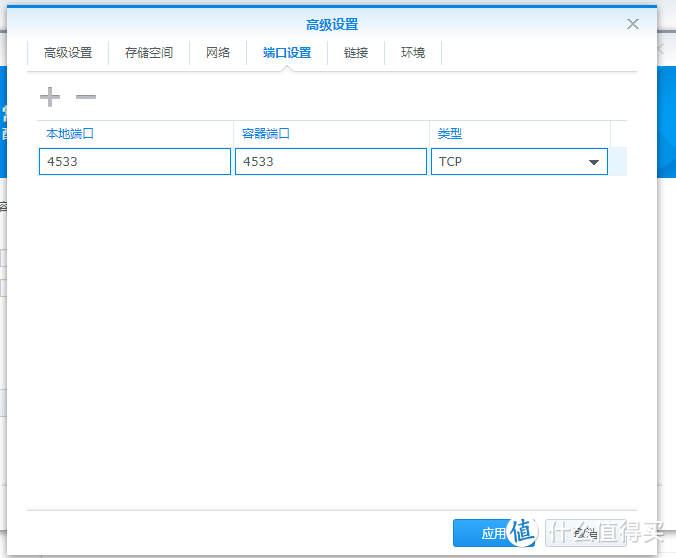 高级设置
高级设置 存储空间 网络 端口设置 链接 环境
本地端口 容器端口 类型
4533 4533 TCP
应用 取消
值 什么值得买